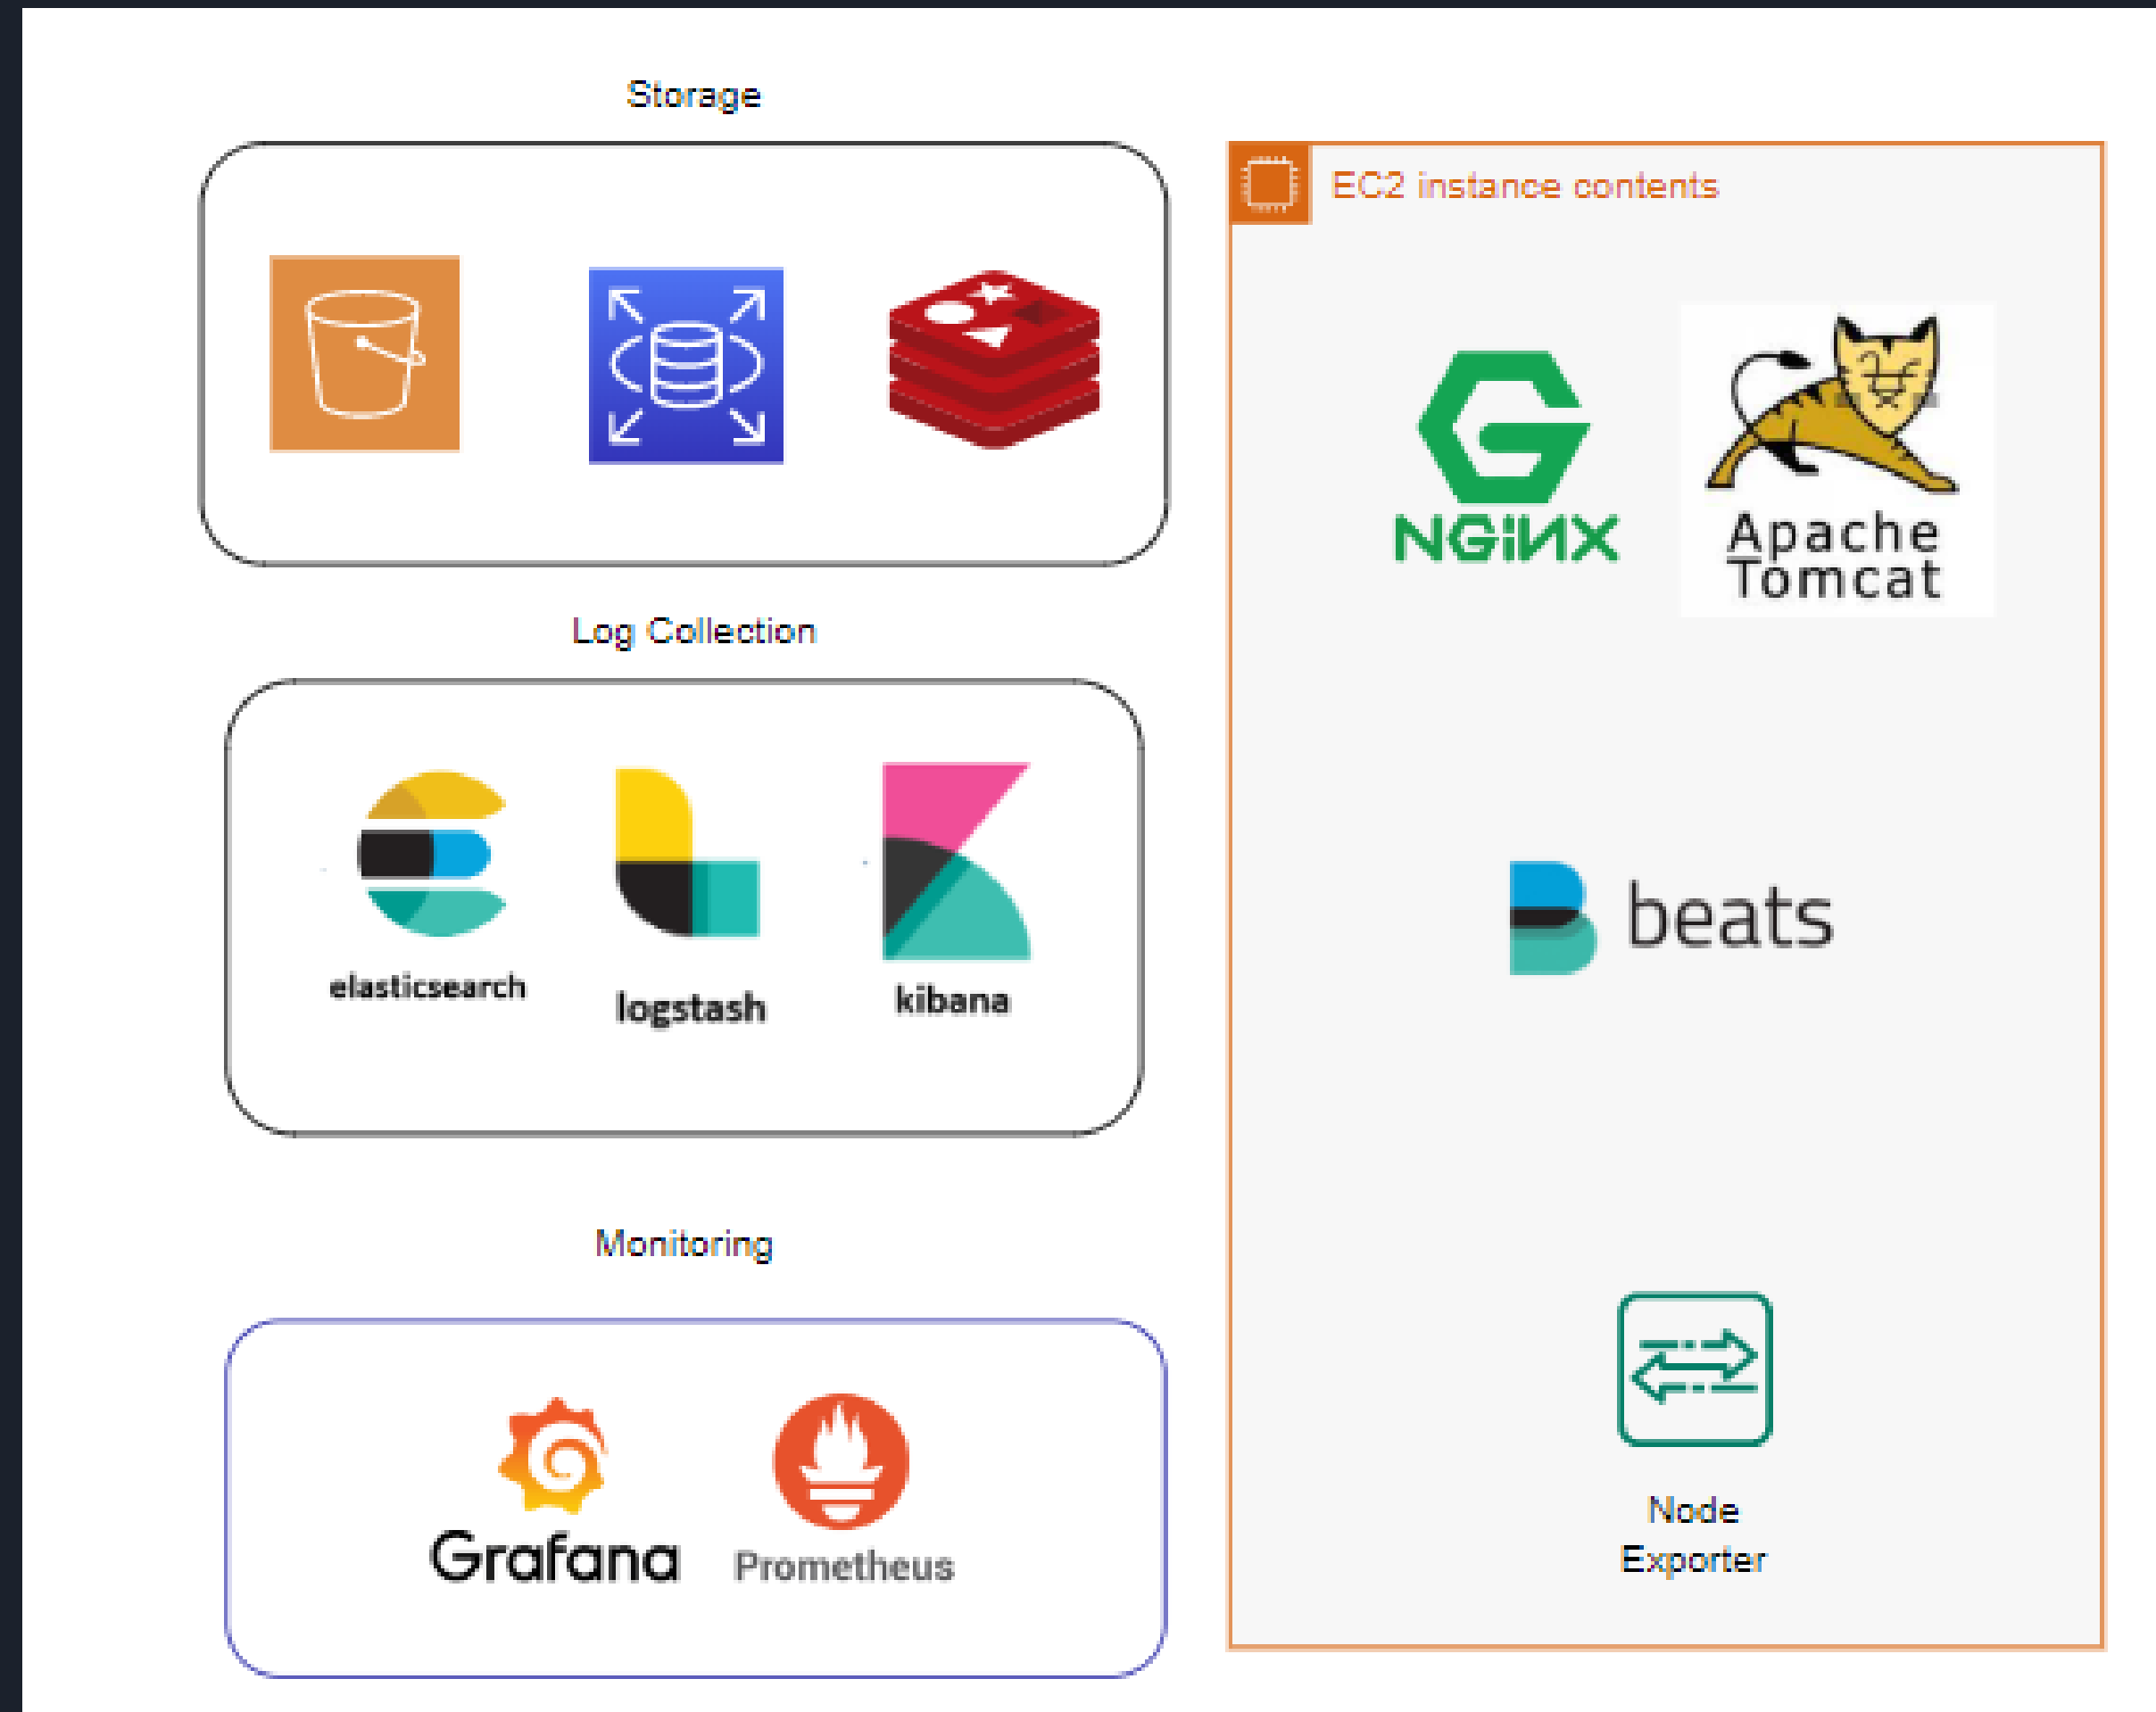 Storage
EC2 instance contents
NGINX
Apache
Tomcat
Log Collection
elasticsearch
logstash
kibana
beats
Monitoring
Grafana
Prometheus
Node
Exporter